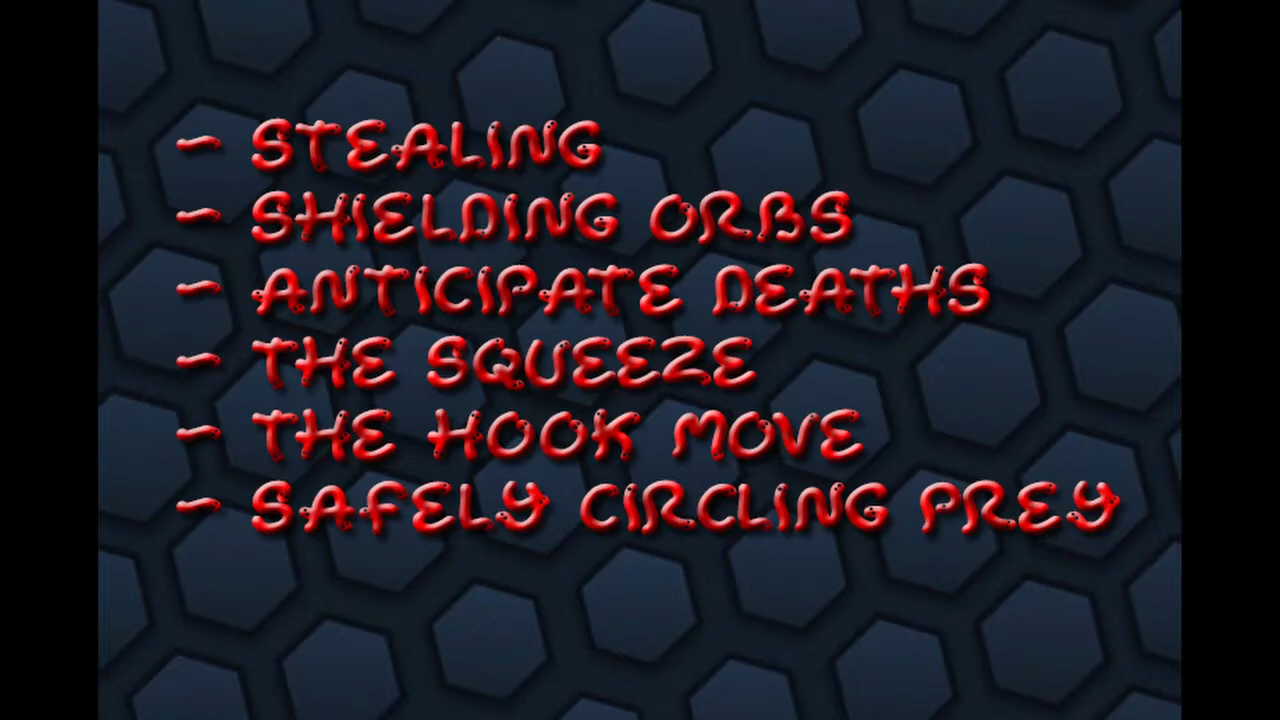 - STEALING
- SHIELDING ORBS
- ANTICIPATE DEATHS
- THE SQUEEZE
- THE HOOK MOVE
- SAFELY CIRCLING PREY